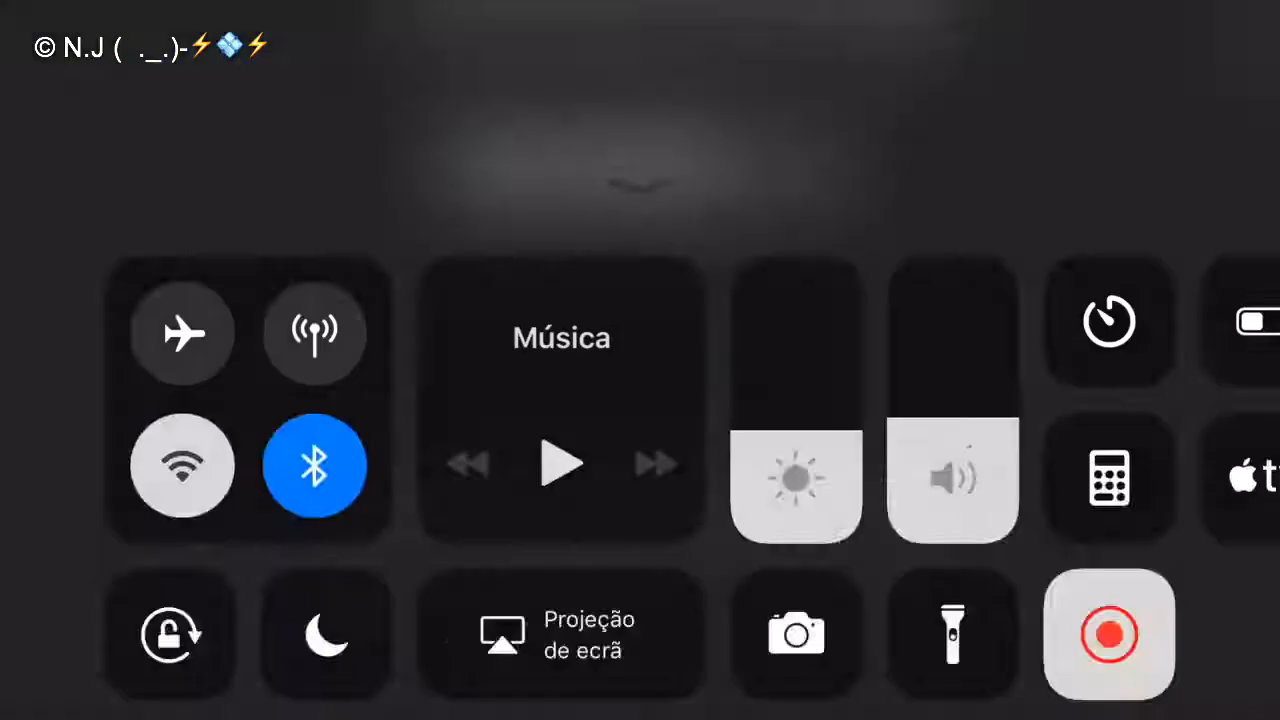 © N.J ( ._.)-⚡💠⚡
Música
Projeção
de ecrã